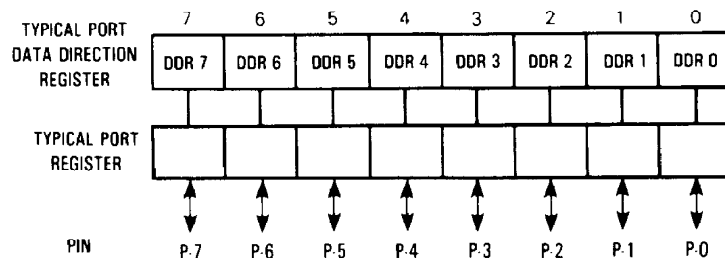 7 6 5 4 3 2 1 0
TYPICAL PORT
DATA DIRECTION
REGISTER
DDR 7 DDR 6 DDR 5 DDR 4 DDR 3 DDR 2 DDR 1 DDR 0
TYPICAL PORT
REGISTER
PIN P-7 P-6 P-5 P-4 P-3 P-2 P-1 P-0